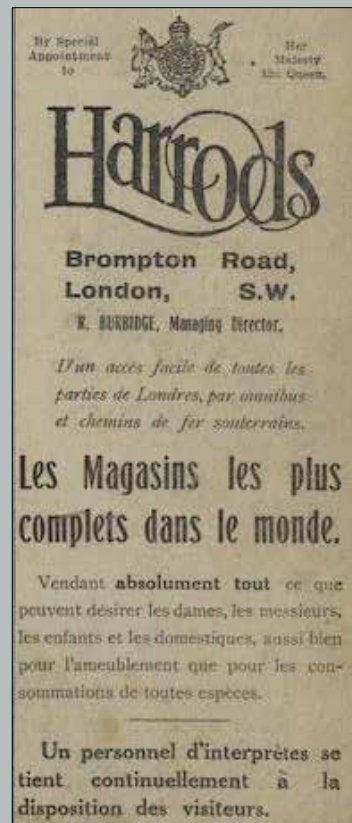 By Special
Appointment
to
Her
Majesty
the Queen.
Harrods
Brompton Road,
London, S.W.
R. BURBIDGE, Managing Director.
D'un accès facile de toutes les
parties de Londres, par omnibus
et chemins de fer souterrains.
Les Magasins les plus
complets dans le monde.
Vendant absolument tout ce que
peuvent désirer les dames, les messieurs,
les enfants et les domestiques, aussi bien
pour l'ameublement que pour les con-
sommations de toutes espèces.
Un personnel d'interprètes se
tient continuellement à la
disposition des visiteurs.